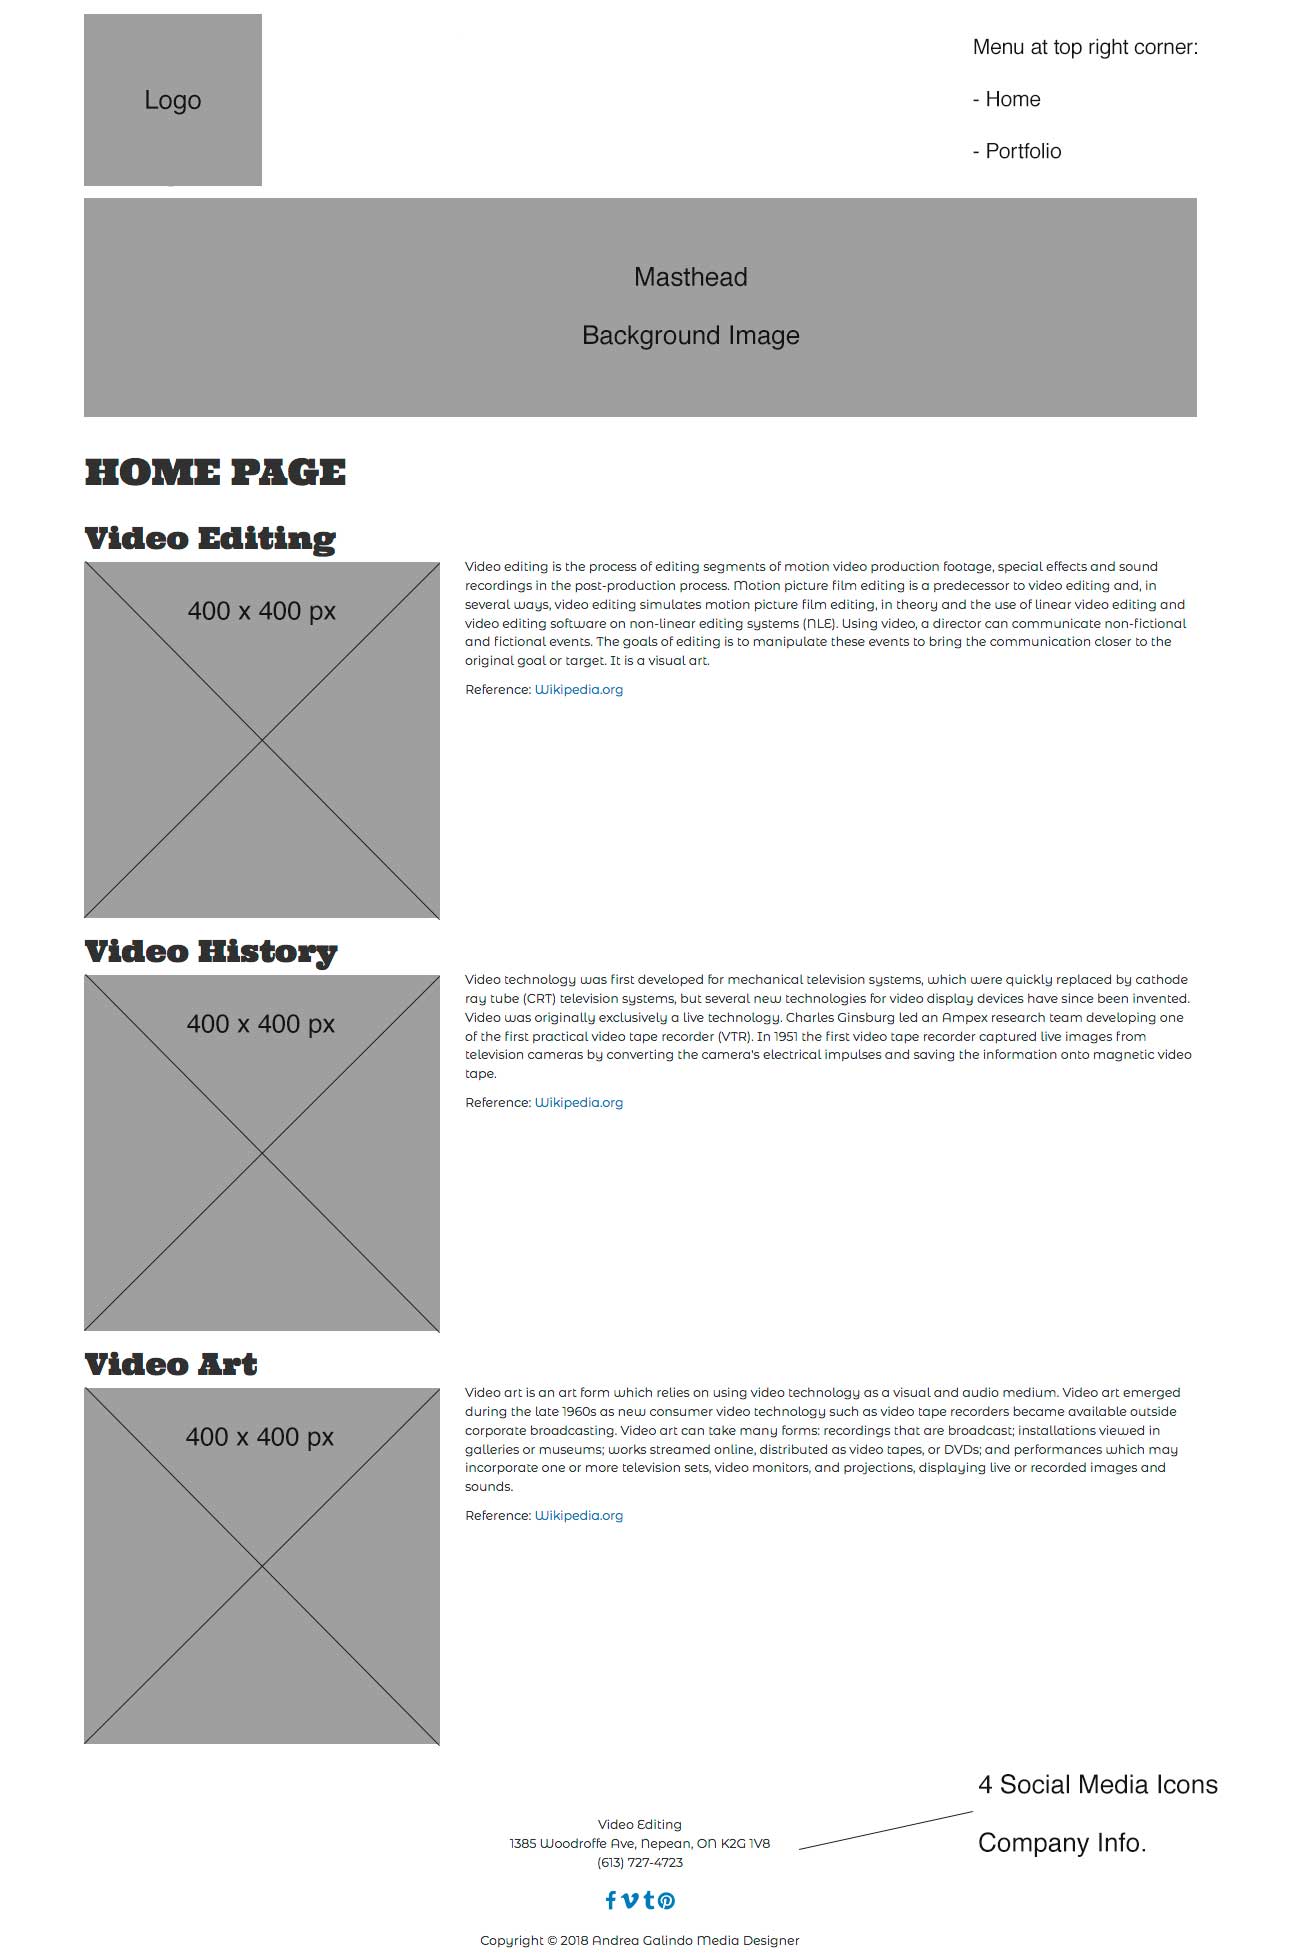 Logo
Menu at top right corner:
- Home
- Portfolio
Masthead
Background Image
HOME PAGE
Video Editing
400 x 400 px
Video editing is the process of editing segments of motion video production footage, special effects and sound
recordings in the post-production process. Motion picture film editing is a predecessor to video editing and, in
several ways, video editing simulates motion picture film editing, in theory and the use of linear video editing and
video editing software on non-linear editing systems (NLE). Using video, a director can communicate non-fictional
and fictional events. The goals of editing is to manipulate these events to bring the communication closer to the
original goal or target. It is a visual art.
Reference: Wikipedia.org
Video History
400 x 400 px
Video technology was first developed for mechanical television systems, which were quickly replaced by cathode
ray tube (CRT) television systems, but several new technologies for video display devices have since been invented.
Video was originally exclusively a live technology. Charles Ginsburg led an Ampex research team developing one
of the first practical video tape recorder (VTR). In 1951 the first video tape recorder captured live images from
television cameras by converting the camera's electrical impulses and saving the information onto magnetic video
tape.
Reference: Wikipedia.org
Video Art
400 x 400 px
Video art is an art form which relies on using video technology as a visual and audio medium. Video art emerged
during the late 1960s as new consumer video technology such as video tape recorders became available outside
corporate broadcasting. Video art can take many forms: recordings that are broadcast; installations viewed in
galleries or museums; works streamed online, distributed as video tapes, or DVDs; and performances which may
incorporate one or more television sets, video monitors, and projections, displaying live or recorded images and
sounds.
Reference: Wikipedia.org
4 Social Media Icons
Company Info.
Video Editing
1385 Woodroffe Ave, Nepean, ON K2G 1V8
(613) 727-4723
Copyright © 2018 Andrea Galindo Media Designer